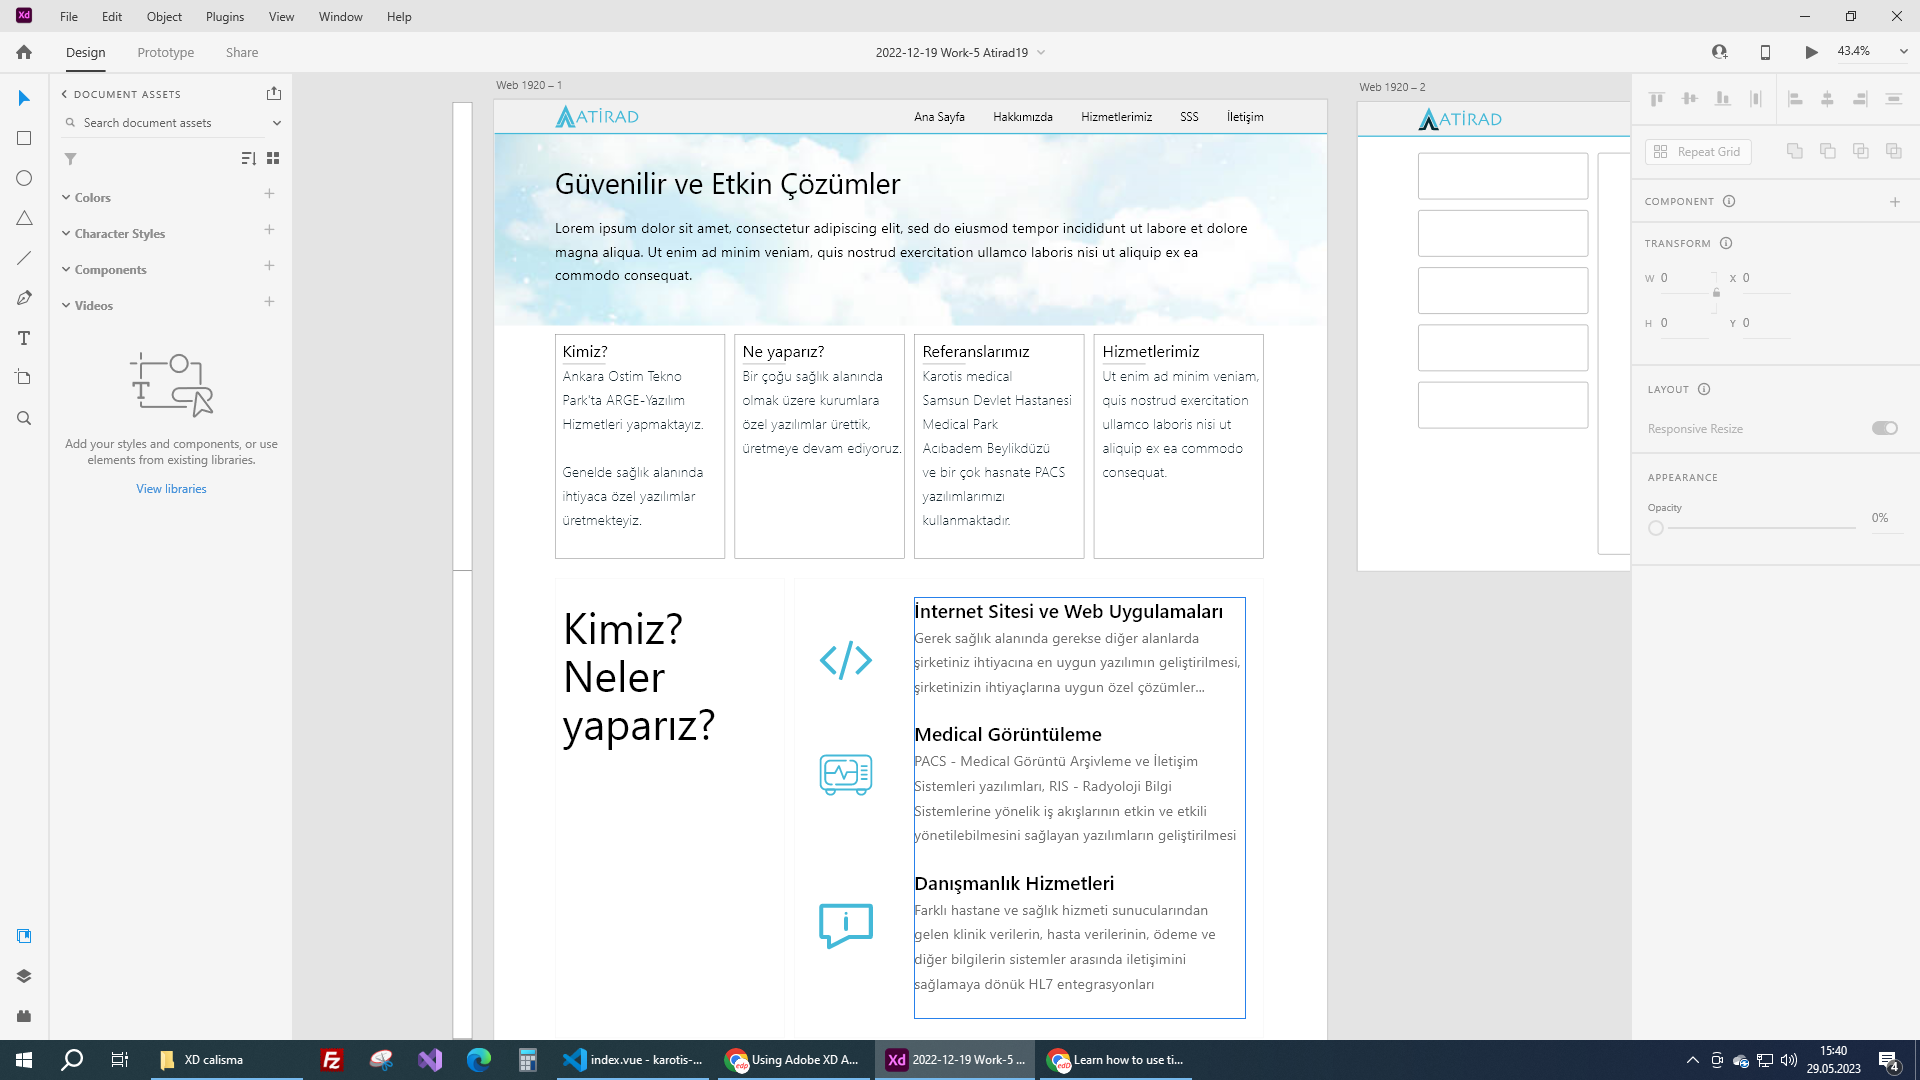 Xd
File
Edit
Object
Plugins
View
Window
Help
Design
Prototype
Share
2022-12-19 Work-5 Atirad19
43.4%
DOCUMENT ASSETS
Search document assets
Colors
Character Styles
Components
Videos
Add your styles and components, or use
elements from existing libraries.
View libraries
Web 1920 – 1
ATİRAD
Ana Sayfa
Hakkımızda
Hizmetlerimiz
SSS
İletişim
Güvenilir ve Etkin Çözümler
Lorem ipsum dolor sit amet, consectetur adipiscing elit, sed do eiusmod tempor incididunt ut labore et dolore
magna aliqua. Ut enim ad minim veniam, quis nostrud exercitation ullamco laboris nisi ut aliquip ex ea
commodo consequat.
Kimiz?
Ankara Ostim Tekno
Park'ta ARGE-Yazılım
Hizmetleri yapmaktayız.
Genelde sağlık alanında
ihtiyaca özel yazılımlar
üretmekteyiz.
Ne yaparız?
Bir çoğu sağlık alanında
olmak üzere kurumlara
özel yazılımlar ürettik,
üretmeye devam ediyoruz.
Referanslarımız
Karotis medical
Samsun Devlet Hastanesi
Medical Park
Acıbadem Beylikdüzü
ve bir çok hasnate PACS
yazılımlarımızı
kullanmaktadır.
Hizmetlerimiz
Ut enim ad minim veniam,
quis nostrud exercitation
ullamco laboris nisi ut
aliquip ex ea commodo
consequat.
Kimiz?
Neler
yaparız?
İnternet Sitesi ve Web Uygulamaları
Gerek sağlık alanında gerekse diğer alanlarda
şirketiniz ihtiyacına en uygun yazılımın geliştirilmesi,
şirketinizin ihtiyaçlarına uygun özel çözümler...
Medical Görüntüleme
PACS - Medical Görüntü Arşivleme ve İletişim
Sistemleri yazılımları, RIS - Radyoloji Bilgi
Sistemlerine yönelik iş akışlarının etkin ve etkili
yönetilebilmesini sağlayan yazılımların geliştirilmesi
Danışmanlık Hizmetleri
Farklı hastane ve sağlık hizmeti sunucularından
gelen klinik verilerin, hasta verilerinin, ödeme ve
diğer bilgilerin sistemler arasında iletişimini
sağlamaya dönük HL7 entegrasyonları
Web 1920 – 2
ATİRAD
Repeat Grid
COMPONENT
TRANSFORM
W 0
X 0
H 0
Y 0
LAYOUT
Responsive Resize
APPEARANCE
Opacity
0%
XD calisma
index.vue - karotis-...
Using Adobe XD A...
Xd
2022-12-19 Work-5 ...
Learn how to use ti...
15:40
29.05.2023
4